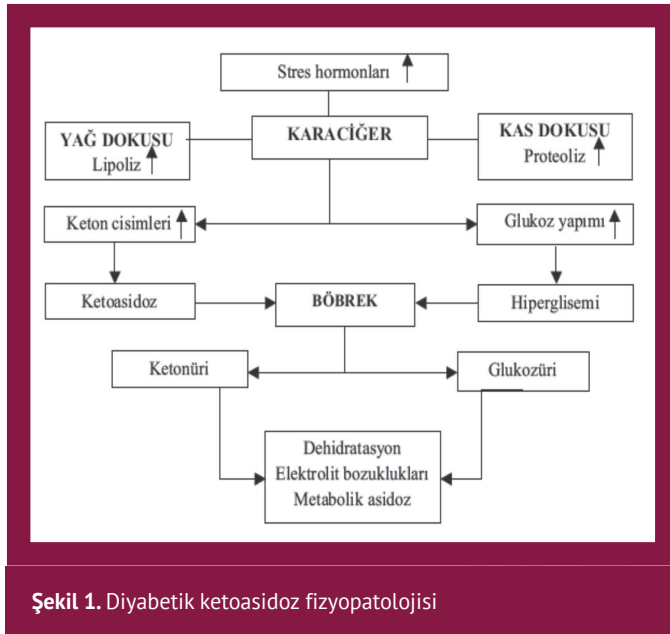 Stres hormonları
YAĞ DOKUSU
Lipoliz
KARACİĞER
KAS DOKUSU
Proteoliz
Keton cisimleri
Glukoz yapımı
Ketoasidoz
BÖBREK
Hiperglisemi
Ketonüri
Glukozüri
Dehidratasyon
Elektrolit bozuklukları
Metabolik asidoz
Şekil 1. Diyabetik ketoasidoz fizyopatolojisi